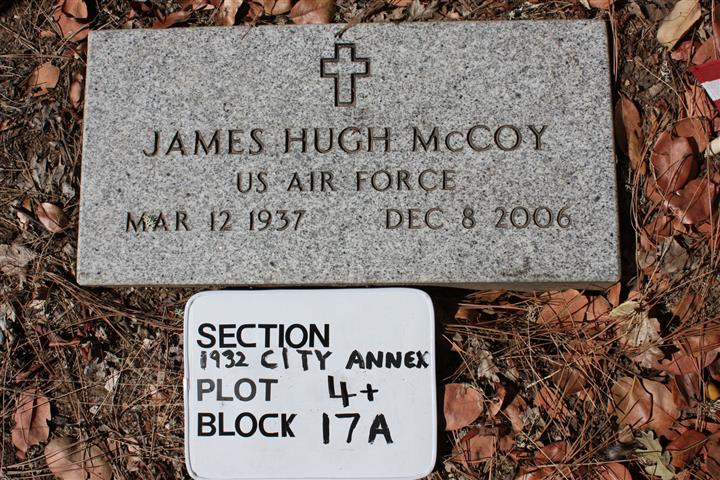 JAMES HUGH McCOY
US AIR FORCE
MAR 12 1937 DEC 8 2006
SECTION
1932 CITY ANNEX
PLOT 4+
BLOCK 17A